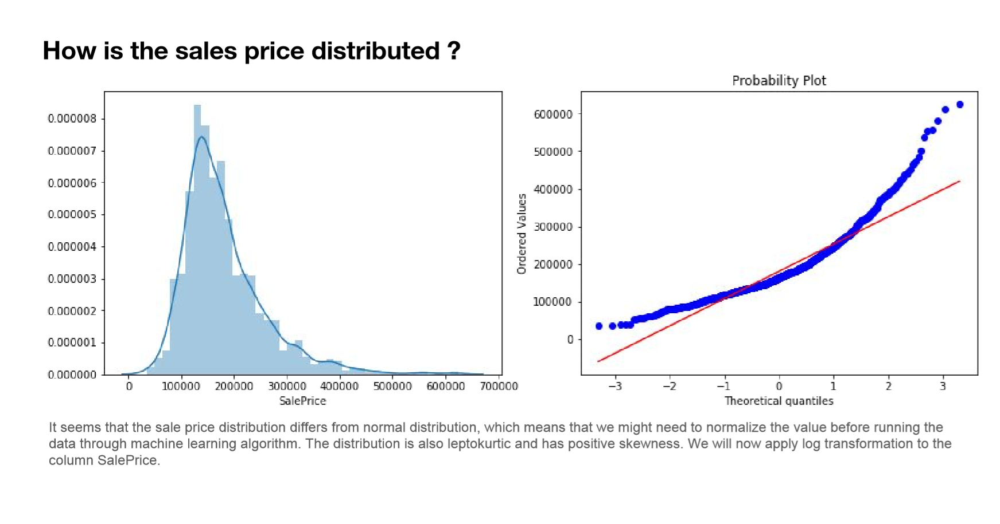 How is the sales price distributed ?
0.000008
0.000007
0.000006
0.000005
0.000004
0.000003
0.000002
0.000001
0.000000
0 100000 200000 300000 400000 500000 600000 700000
SalePrice
Probability Plot
600000
500000
400000
300000
200000
100000
0
Ordered Values
−3 −2 −1 0 1 2 3
Theoretical quantiles
It seems that the sale price distribution differs from normal distribution, which means that we might need to normalize the value before running the
data through machine learning algorithm. The distribution is also leptokurtic and has positive skewness. We will now apply log transformation to the
column SalePrice.